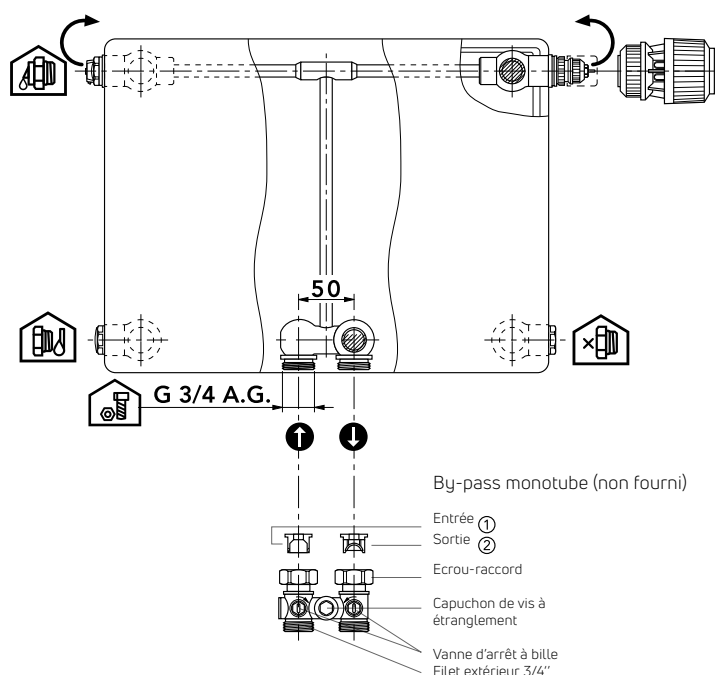 50
G 3/4 A.G.
By-pass monotube (non fourni)
Entrée 1
Sortie 2
Ecrou-raccord
Capuchon de vis à
étranglement
Vanne d'arrêt à bille
Filet extérieur 3/4''